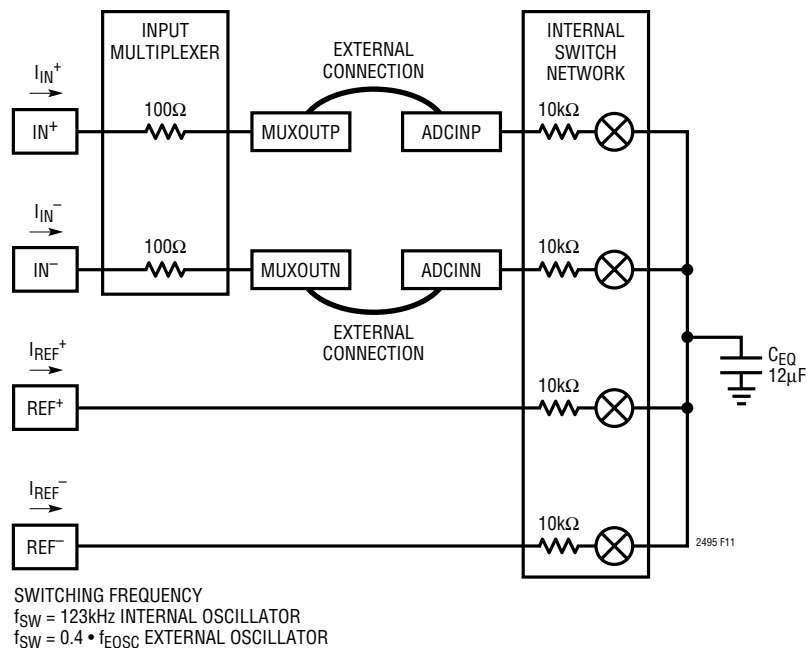 INPUT
MULTIPLEXER
EXTERNAL
CONNECTION
INTERNAL
SWITCH
NETWORK
IIN+
IN+
100Ω
MUXOUTP
ADCINP
10kΩ
IIN–
IN–
100Ω
MUXOUTN
ADCINN
10kΩ
EXTERNAL
CONNECTION
IREF+
REF+
10kΩ
CEQ
12µF
IREF–
REF–
10kΩ
2495 F11
SWITCHING FREQUENCY
fSW = 123kHz INTERNAL OSCILLATOR
fSW = 0.4 • fEOSC EXTERNAL OSCILLATOR